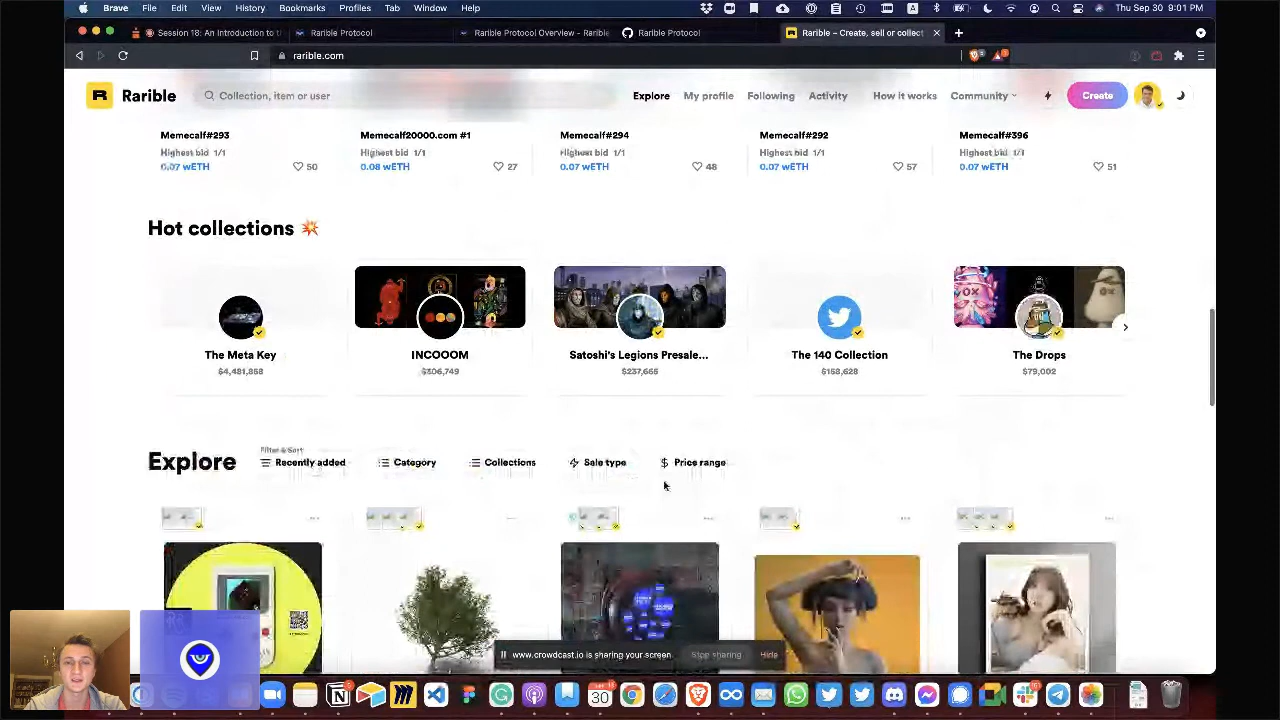 Brave File Edit View History Bookmarks Profiles Tab Window Help Thu Sep 30 9:01 PM
Session 18: An Introduction to t Rarible Protocol Rarible Protocol Overview - Rarible Rarible Protocol Rarible – Create, sell or collect
rarible.com
Rarible Collection, item or user Explore My profile Following Activity How it works Community Create
Memecalf#293 Memecalf20000.com #1 Memecalf#294 Memecalf#292 Memecalf#396
Highest bid 1/1 Highest bid 1/1 Highest bid 1/1 Highest bid 1/1 Highest bid 1/1
0.07 wETH 50 0.08 wETH 27 0.07 wETH 48 0.07 wETH 57 0.07 wETH 51
Hot collections
The Meta Key INCOOOM Satoshi's Legions Presale... The 140 Collection The Drops
$306,749 $237,665 $158,628 $79,002
Filter & Sort
Explore Recently added Category Collections Sale type Price range
www.crowdcast.io is sharing your screen. Stop sharing Hide